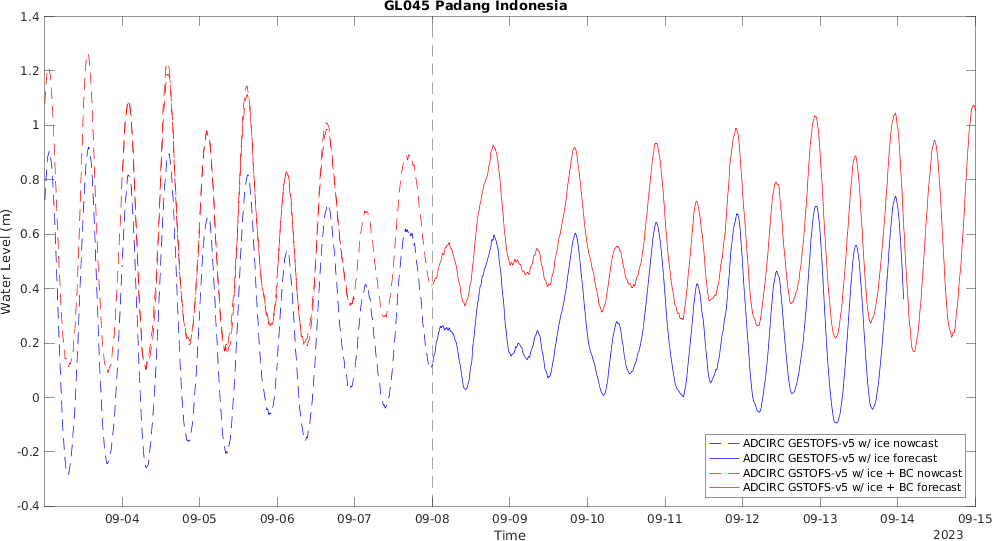 GL045 Padang Indonesia
1.4
1.2
1
0.8
0.6
0.4
0.2
0
-0.2
-0.4
Water Level (m)
ADCIRC GESTOFS-v5 w/ ice nowcast
ADCIRC GESTOFS-v5 w/ ice forecast
ADCIRC GSTOFS-v5 w/ ice + BC nowcast
ADCIRC GSTOFS-v5 w/ ice + BC forecast
09-04 09-05 09-06 09-07 09-08 09-09 09-10 09-11 09-12 09-13 09-14 09-15
Time
2023